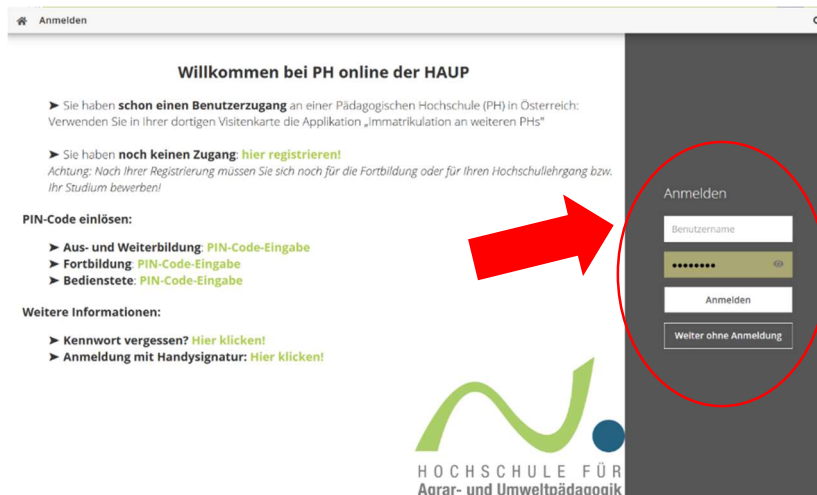 Anmelden
Willkommen bei PH online der HAUP
➤ Sie haben schon einen Benutzerzugang an einer Pädagogischen Hochschule (PH) in Österreich:
Verwenden Sie in Ihrer dortigen Visitenkarte die Applikation „Immatrikulation an weiteren PHs"
➤ Sie haben noch keinen Zugang: hier registrieren!
Achtung: Nach Ihrer Registrierung müssen Sie sich noch für die Fortbildung oder für Ihren Hochschullehrgang bzw.
Ihr Studium bewerben!
PIN-Code einlösen:
➤ Aus- und Weiterbildung: PIN-Code-Eingabe
➤ Fortbildung: PIN-Code-Eingabe
➤ Bedienstete: PIN-Code-Eingabe
Weitere Informationen:
➤ Kennwort vergessen? Hier klicken!
➤ Anmeldung mit Handysignatur: Hier klicken!
Anmelden
Benutzername
••••••••
Anmelden
Weiter ohne Anmeldung
HOCHSCHULE FÜR
Agrar- und Umweltpädagogik